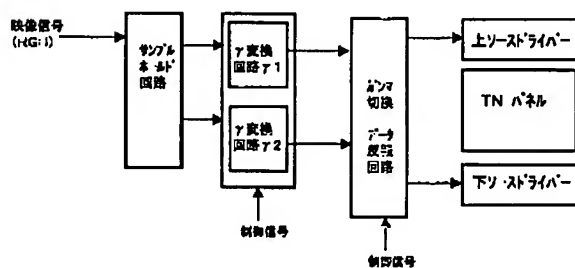 映像信号
(RGB)
サンプル
ホールド
回路
γ変換
回路γ1
γ変換
回路γ2
制御信号
ガンマ
切換
データ
反転
回路
制御信号
上ソースドライバー
TN パネル
下ソースドライバー